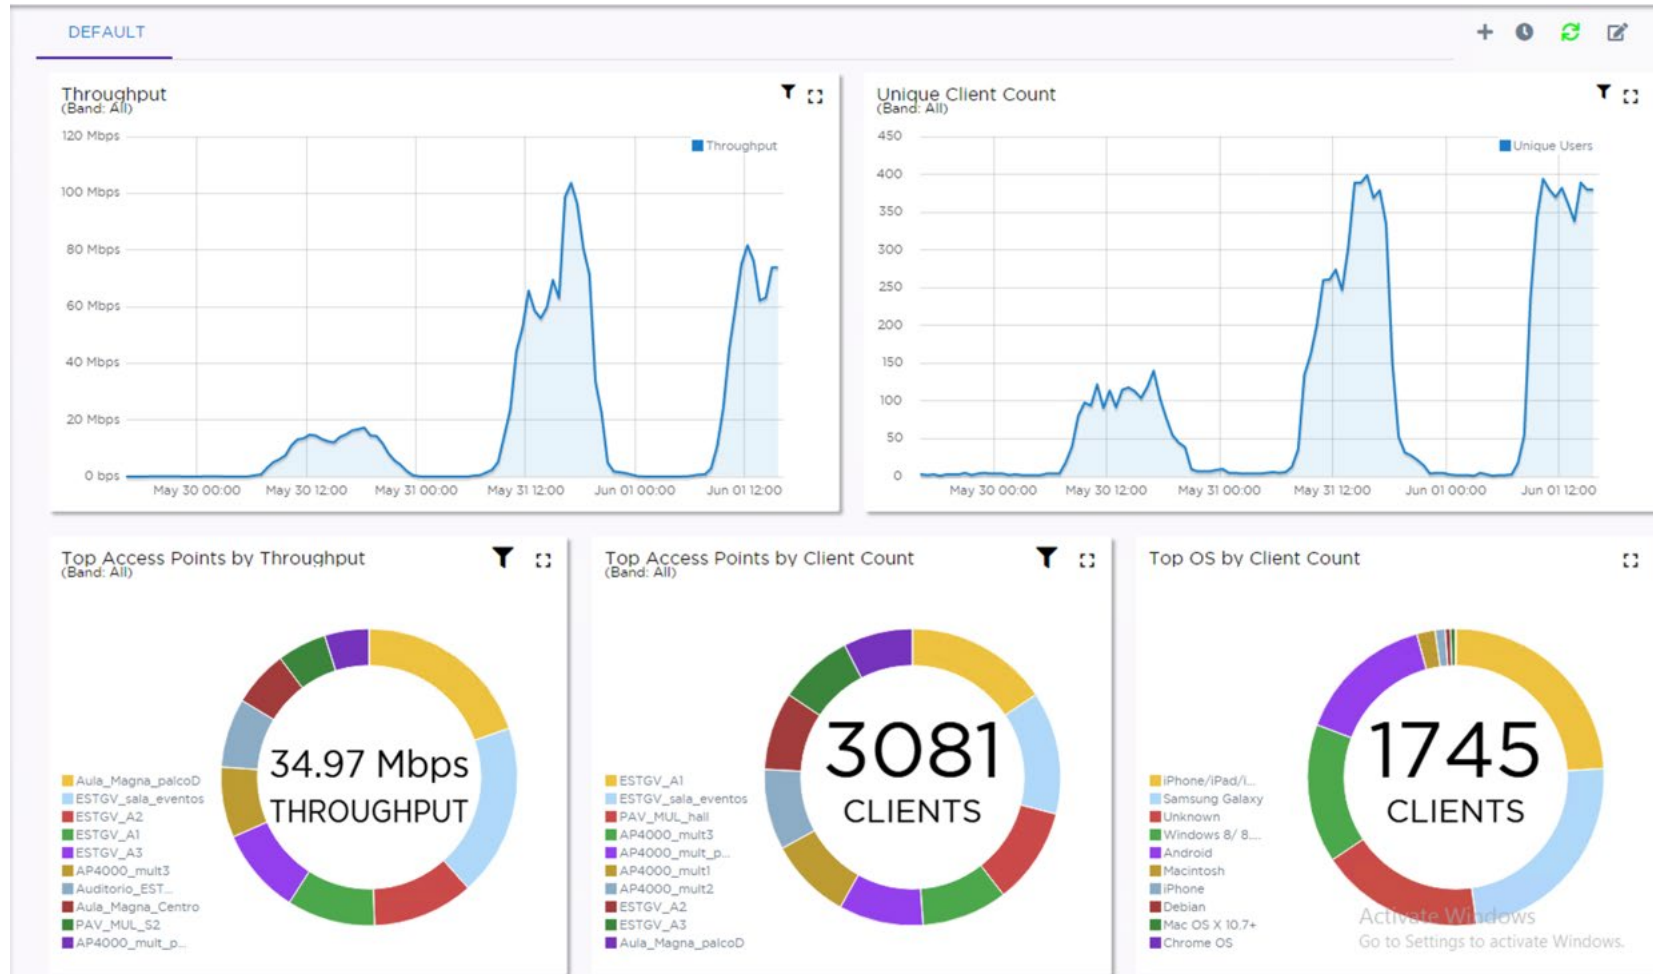 DEFAULT
Throughput
(Band: All)
120 Mbps
Throughput
100 Mbps
80 Mbps
60 Mbps
40 Mbps
20 Mbps
0 bps
May 30 00:00 May 30 12:00 May 31 00:00 May 31 12:00 Jun 01 00:00 Jun 01 12:00
Unique Client Count
(Band: All)
450
Unique Users
400
350
300
250
200
150
100
50
0
May 30 00:00 May 30 12:00 May 31 00:00 May 31 12:00 Jun 01 00:00 Jun 01 12:00
Top Access Points by Throughput
(Band: All)
34.97 Mbps
THROUGHPUT
Aula_Magna_palcoD
ESTGV_sala_eventos
ESTGV_A2
ESTGV_A1
ESTGV_A3
AP4000_mult3
Auditorio_EST...
Aula_Magna_Centro
PAV_MUL_S2
AP4000_mult_p...
Top Access Points by Client Count
(Band: All)
3081
CLIENTS
ESTGV_A1
ESTGV_sala_eventos
PAV_MUL_hall
AP4000_mult3
AP4000_mult_p...
AP4000_mult1
AP4000_mult2
ESTGV_A2
ESTGV_A3
Aula_Magna_palcoD
Top OS by Client Count
1745
CLIENTS
iPhone/iPad/i...
Samsung Galaxy
Unknown
Windows 8/ 8....
Android
Macintosh
iPhone
Debian
Mac OS X 10.7+
Chrome OS
Activate Windows
Go to Settings to activate Windows.